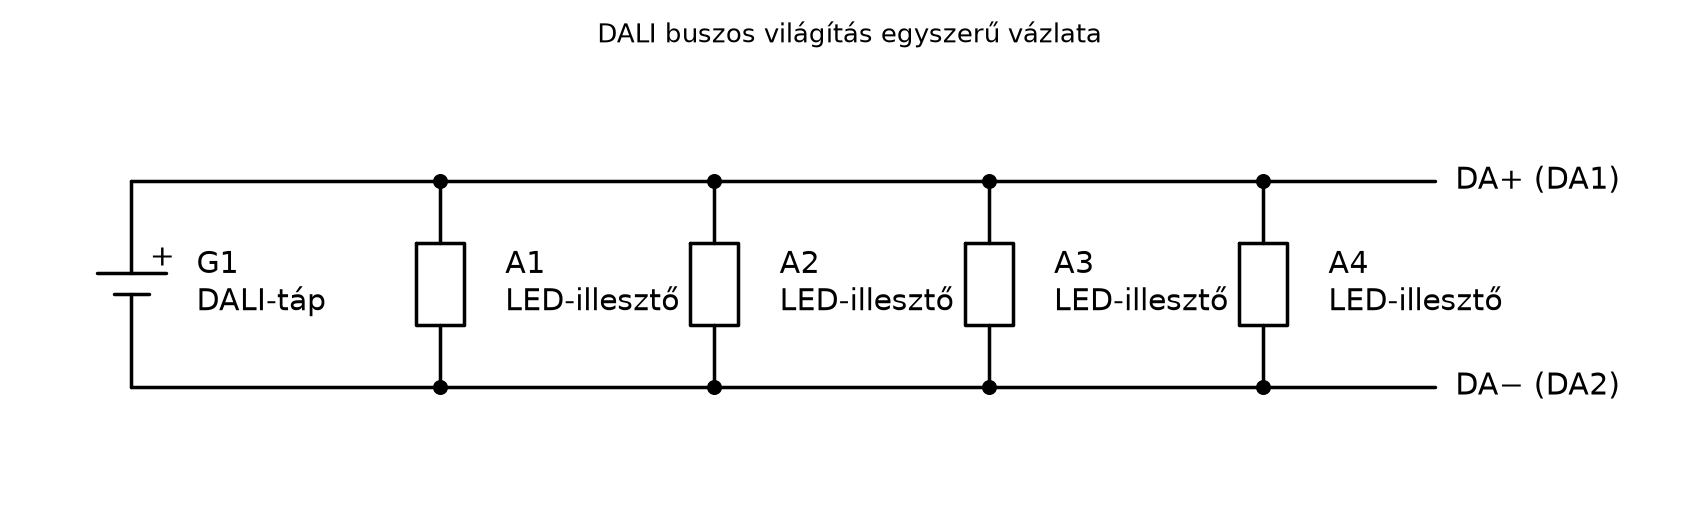 DALI buszos világítás egyszerű vázlata
DA+ (DA1)
+
G1
DALI-táp
A1
LED-illesztő
A2
LED-illesztő
A3
LED-illesztő
A4
LED-illesztő
DA− (DA2)